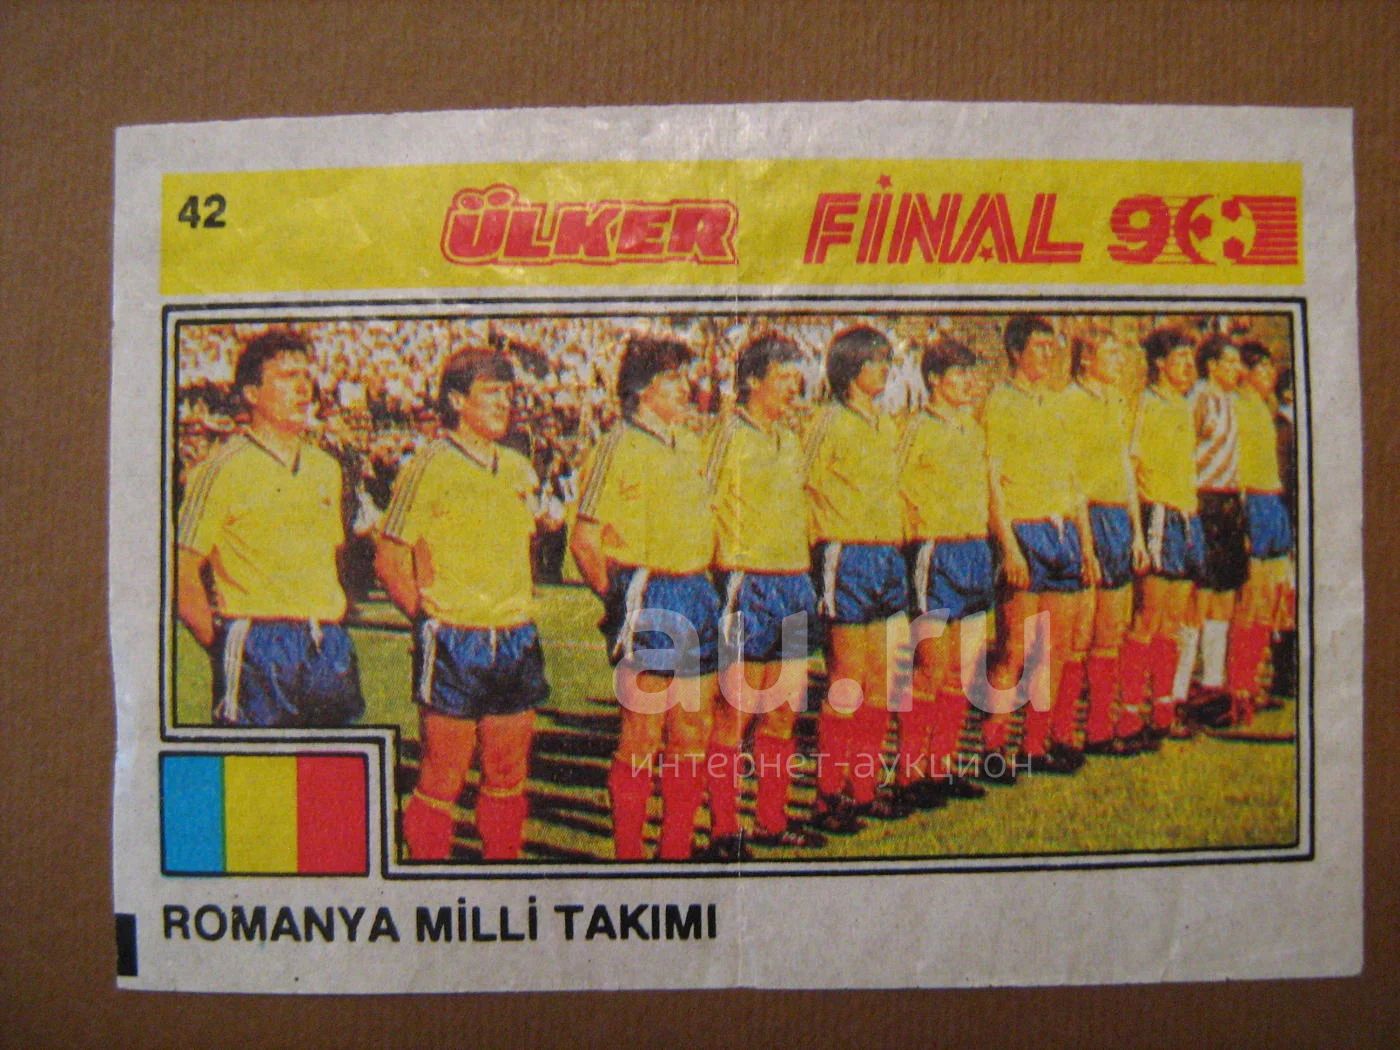 42 ÜLKER FİNAL 90
au.ru
интернет-аукцион
ROMANYA MİLLİ TAKIMI